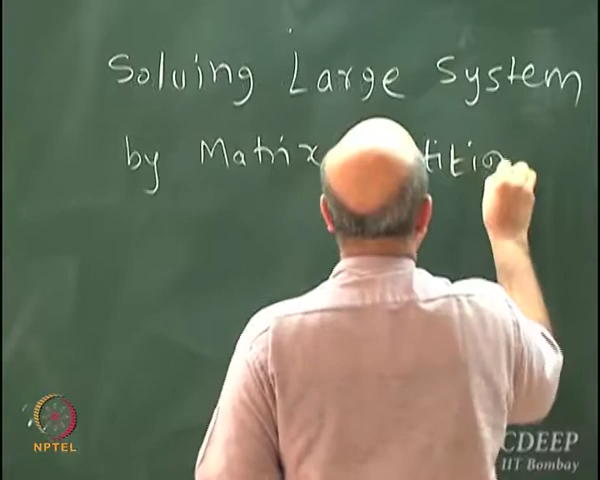 Solving Large System
by Matrix
NPTEL
CDEEP
IIT Bombay